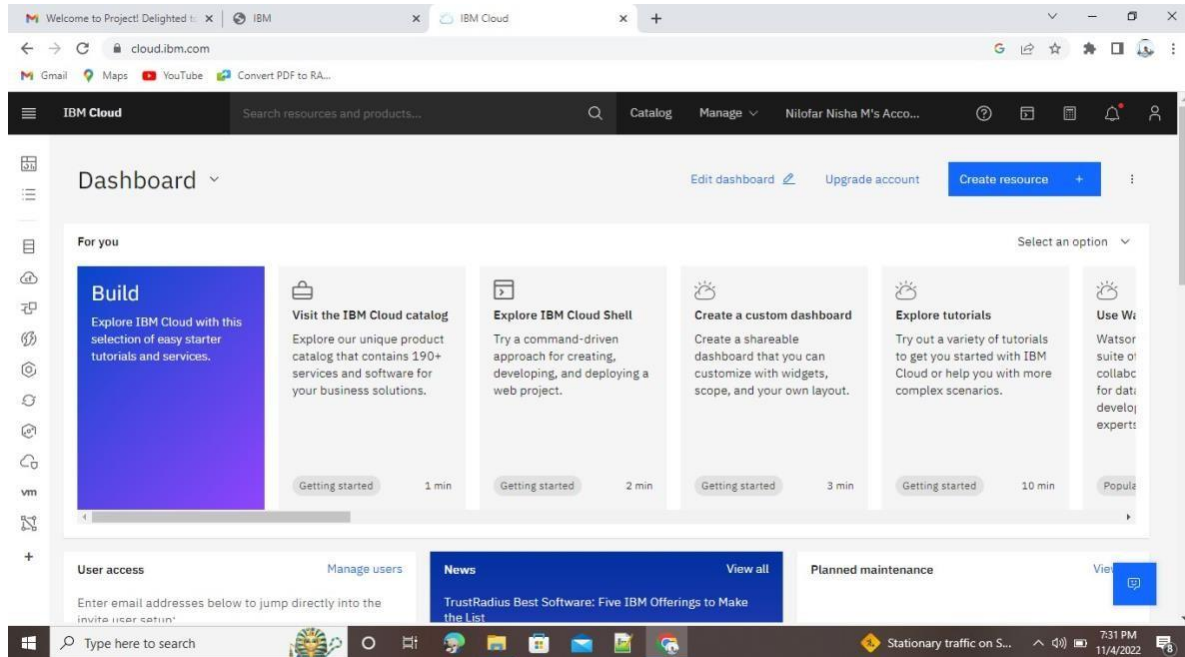 Welcome to Project! Delighted t
IBM
IBM Cloud
cloud.ibm.com
Gmail
Maps
YouTube
Convert PDF to RA...
IBM Cloud
Search resources and products...
Catalog
Manage
Nilofar Nisha M's Acco...
Dashboard
Edit dashboard
Upgrade account
Create resource +
For you
Select an option
Build
Explore IBM Cloud with this
selection of easy starter
tutorials and services.
Visit the IBM Cloud catalog
Explore our unique product
catalog that contains 190+
services and software for
your business solutions.
Getting started
1 min
Explore IBM Cloud Shell
Try a command-driven
approach for creating,
developing, and deploying a
web project.
Getting started
2 min
Create a custom dashboard
Create a shareable
dashboard that you can
customize with widgets,
scope, and your own layout.
Getting started
3 min
Explore tutorials
Try out a variety of tutorials
to get you started with IBM
Cloud or help you with more
complex scenarios.
Getting started
10 min
Use Wa
Watsor
suite of
collabc
for data
develop
experts
Popula
vm
User access
Manage users
Enter email addresses below to jump directly into the
invite user setup:
News
View all
TrustRadius Best Software: Five IBM Offerings to Make
the List
Planned maintenance
Type here to search
Stationary traffic on S...
7:31 PM
11/4/2022
8